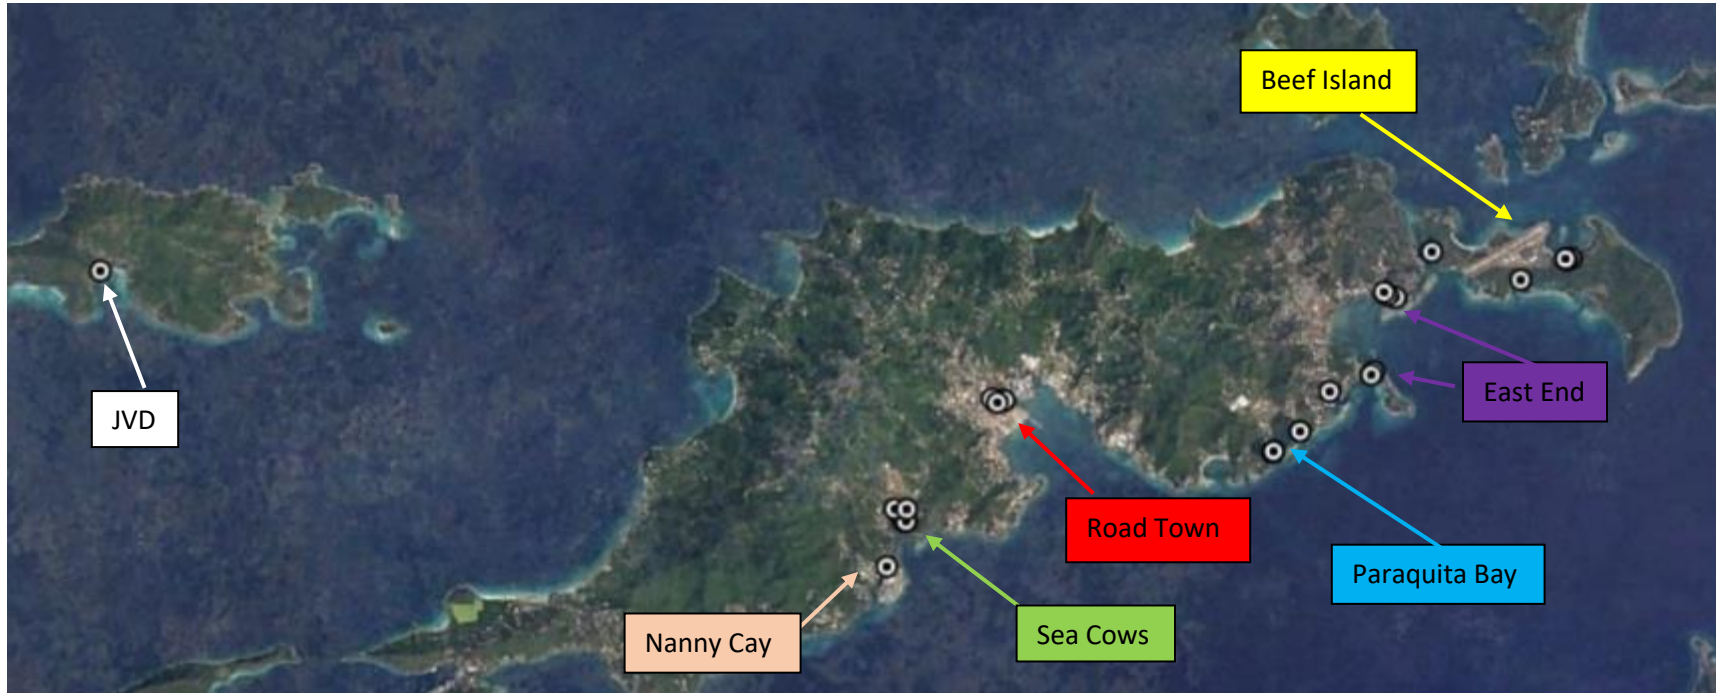 Beef Island
JVD
East End
Road Town
Paraquita Bay
Sea Cows
Nanny Cay